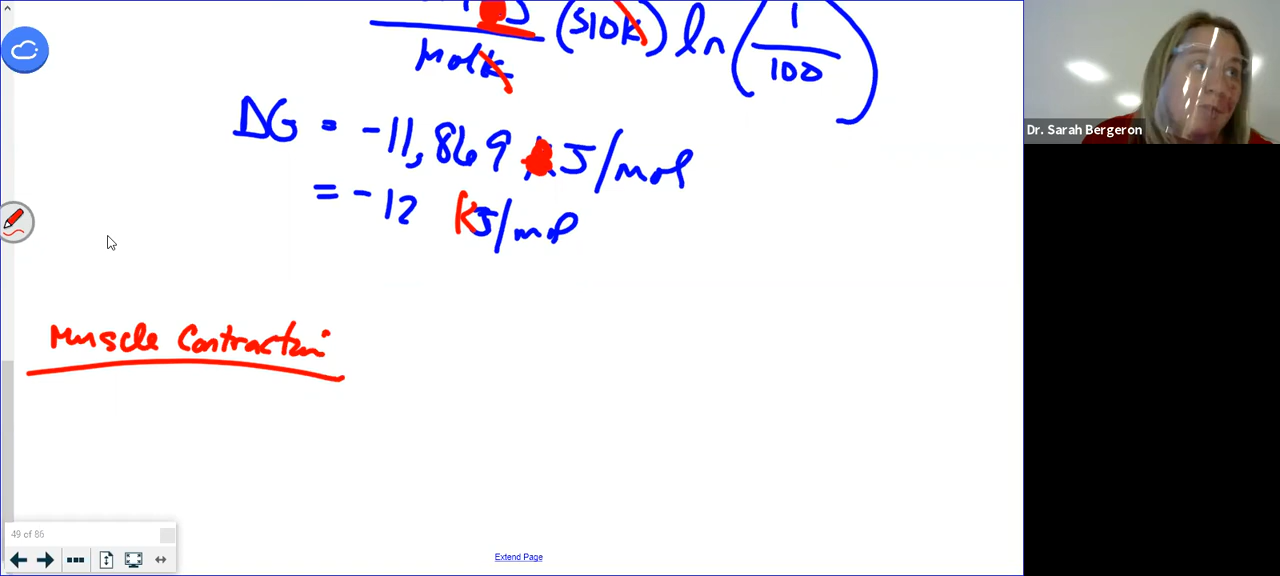 J (310K) ln (1
molK 100)
ΔG = -11,869 J/mol
= -12 KJ/mol
Dr. Sarah Bergeron
Muscle Contraction
49 of 86
Extend Page